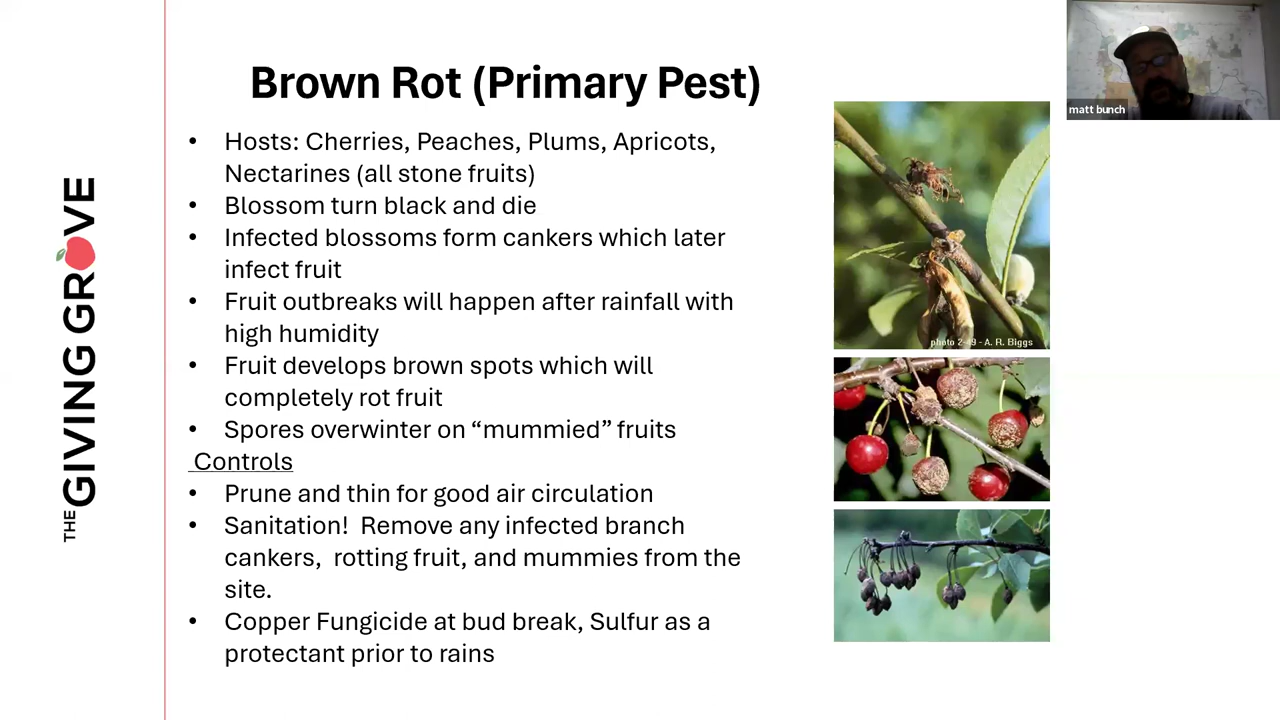 Brown Rot (Primary Pest)
• Hosts: Cherries, Peaches, Plums, Apricots,
Nectarines (all stone fruits)
• Blossom turn black and die
• Infected blossoms form cankers which later
infect fruit
• Fruit outbreaks will happen after rainfall with
high humidity
• Fruit develops brown spots which will
completely rot fruit
• Spores overwinter on “mummied” fruits
Controls
• Prune and thin for good air circulation
• Sanitation!  Remove any infected branch
cankers,  rotting fruit, and mummies from the
site.
• Copper Fungicide at bud break, Sulfur as a
protectant prior to rains
THE GIVING GROVE
photo 2-49 - A. R. Biggs
matt bunch